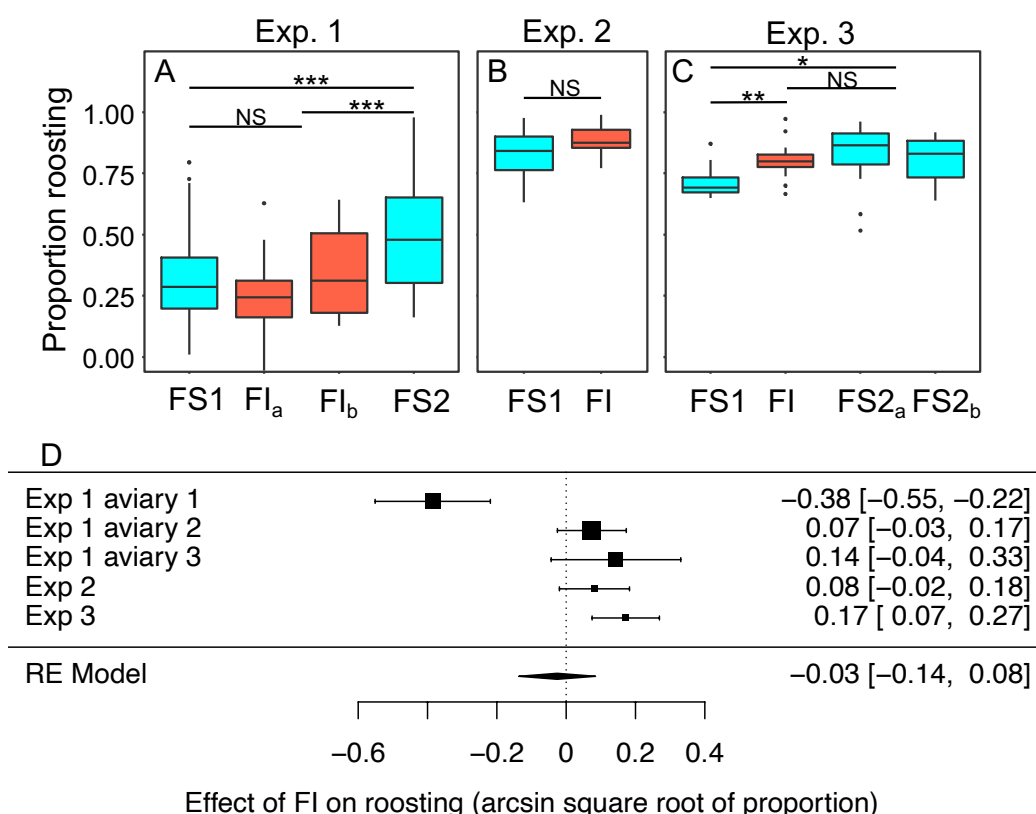 Exp. 1 Exp. 2 Exp. 3
A B C
*** NS * NS
*** NS **
Proportion roosting
1.00
0.75
0.50
0.25
0.00
FS1 FIa FIb FS2 FS1 FI FS1 FI FS2a FS2b
D
Exp 1 aviary 1 −0.38 [−0.55, −0.22]
Exp 1 aviary 2 0.07 [−0.03, 0.17]
Exp 1 aviary 3 0.14 [−0.04, 0.33]
Exp 2 0.08 [−0.02, 0.18]
Exp 3 0.17 [ 0.07, 0.27]
RE Model −0.03 [−0.14, 0.08]
−0.6 −0.2 0 0.2 0.4
Effect of FI on roosting (arcsin square root of proportion)